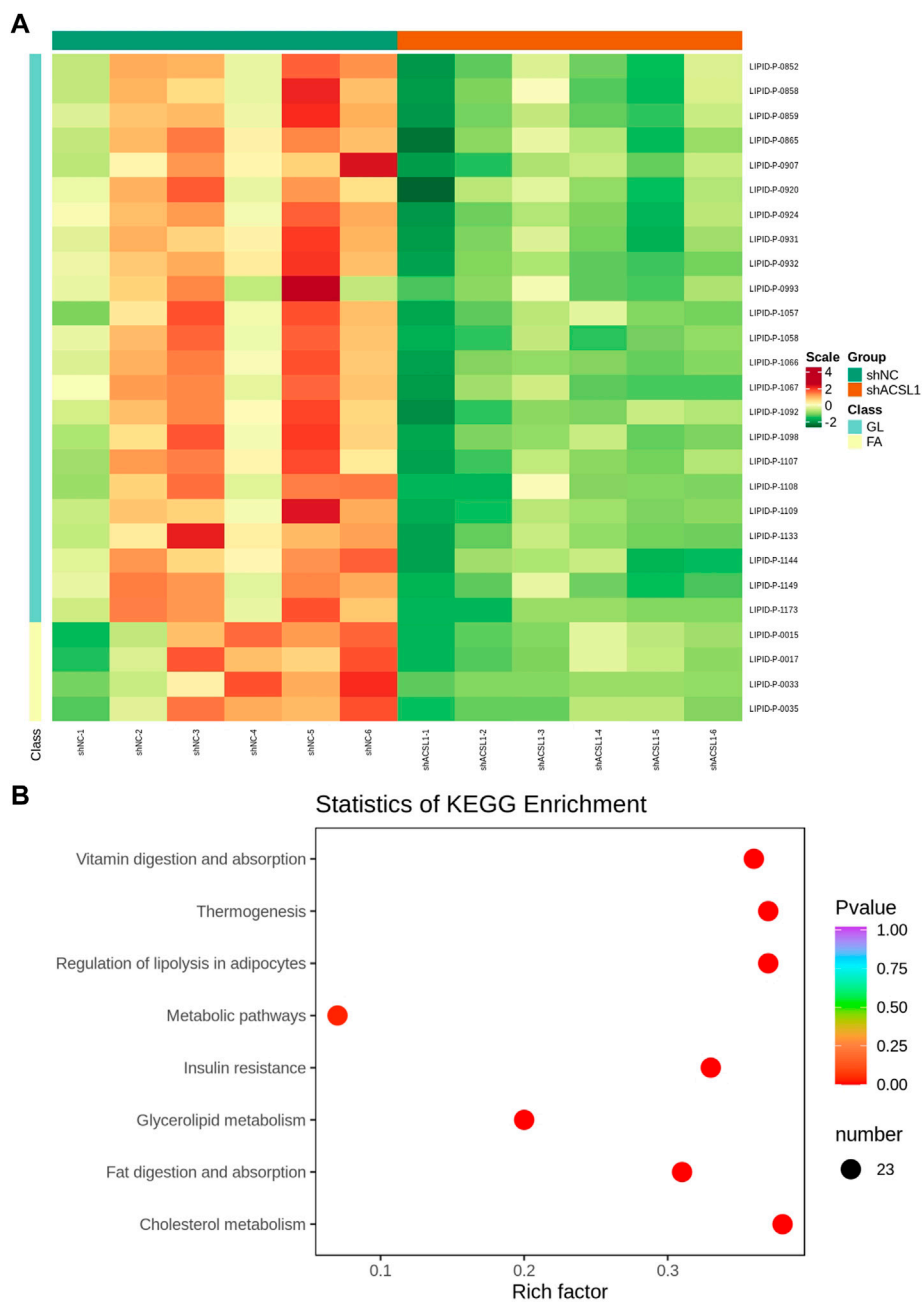 A
LIPID-P-0852
LIPID-P-0858
LIPID-P-0859
LIPID-P-0865
LIPID-P-0907
LIPID-P-0920
LIPID-P-0924
LIPID-P-0931
LIPID-P-0932
LIPID-P-0993
LIPID-P-1057
LIPID-P-1058
LIPID-P-1066
LIPID-P-1067
LIPID-P-1092
LIPID-P-1098
LIPID-P-1107
LIPID-P-1108
LIPID-P-1109
LIPID-P-1133
LIPID-P-1144
LIPID-P-1149
LIPID-P-1173
LIPID-P-0015
LIPID-P-0017
LIPID-P-0033
LIPID-P-0035
Scale
4
2
0
-2
Group
shNC
shACSL1
Class
GL
FA
Class
shNC-1
shNC-2
shNC-3
shNC-4
shNC-5
shNC-6
shACSL1-1
shACSL1-2
shACSL1-3
shACSL1-4
shACSL1-5
shACSL1-6
B
Statistics of KEGG Enrichment
Vitamin digestion and absorption
Thermogenesis
Regulation of lipolysis in adipocytes
Metabolic pathways
Insulin resistance
Glycerolipid metabolism
Fat digestion and absorption
Cholesterol metabolism
0.1 0.2 0.3
Rich factor
Pvalue
1.00
0.75
0.50
0.25
0.00
number
23